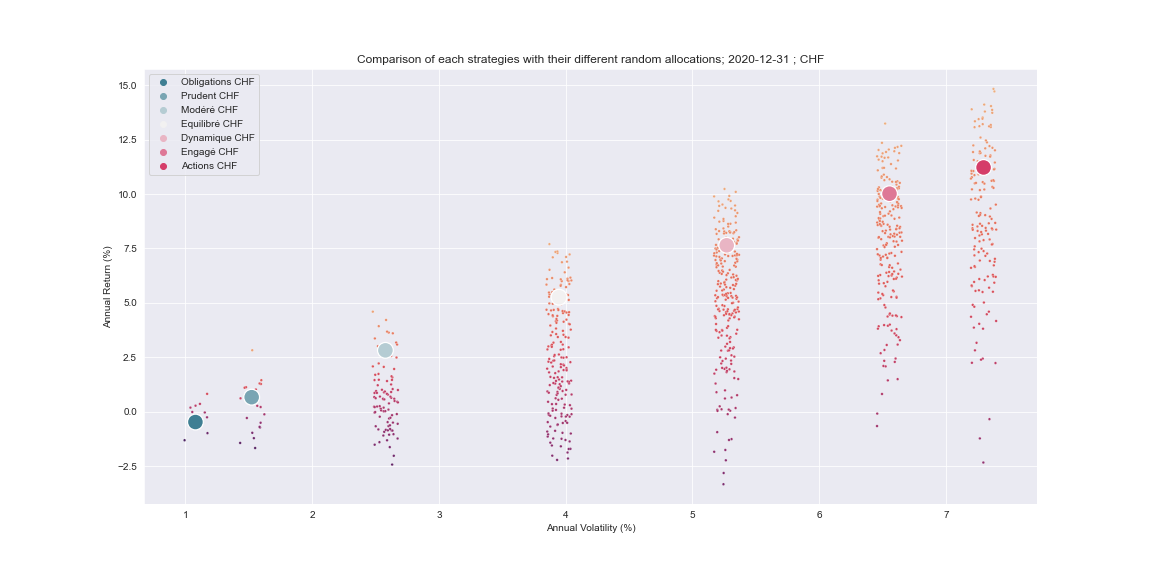 Comparison of each strategies with their different random allocations; 2020-12-31 ; CHF
Obligations CHF
Prudent CHF
Modéré CHF
Equilibré CHF
Dynamique CHF
Engagé CHF
Actions CHF
Annual Return (%)
15.0
12.5
10.0
7.5
5.0
2.5
0.0
−2.5
1 2 3 4 5 6 7
Annual Volatility (%)